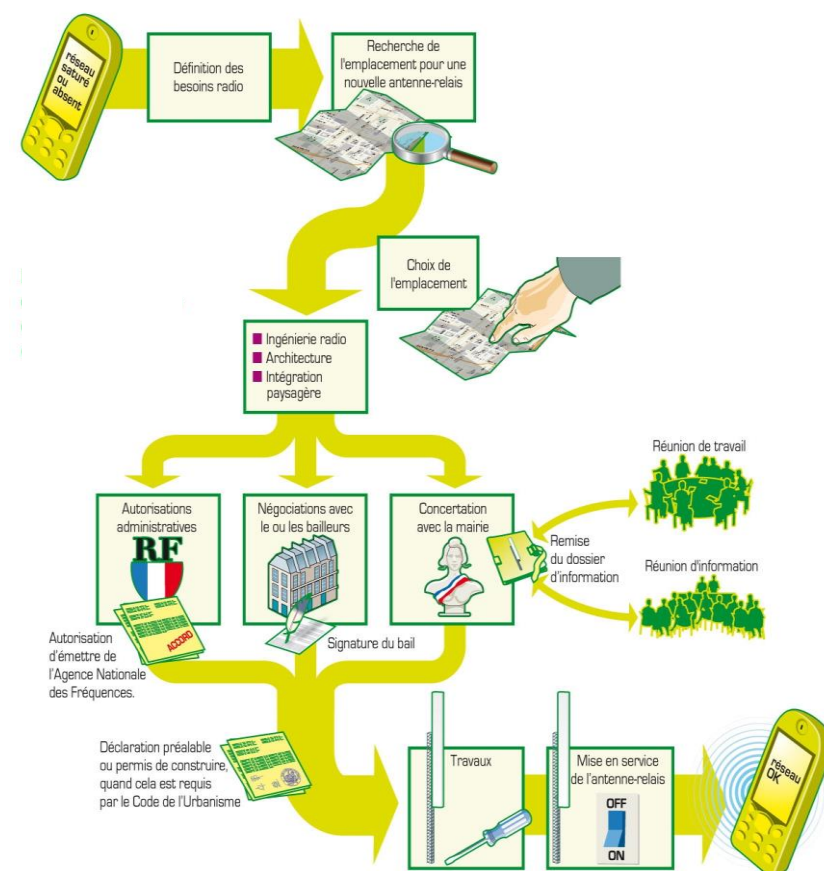 réseau
saturé
ou
absent
Définition des
besoins radio
Recherche de
l'emplacement pour une
nouvelle antenne-relais
Choix de
l'emplacement
Ingénierie radio
Architecture
Intégration
paysagère
Autorisations
administratives
RF
ACCORD
Autorisation
d'émettre de
l'Agence Nationale
des Fréquences.
Négociations avec
le ou les bailleurs
Signature du bail
Concertation
avec la mairie
Remise
du dossier
d'information
Réunion de travail
Réunion d'information
Déclaration préalable
ou permis de construire,
quand cela est requis
par le Code de l'Urbanisme
Travaux
Mise en service
de l'antenne-relais
OFF
ON
réseau
OK